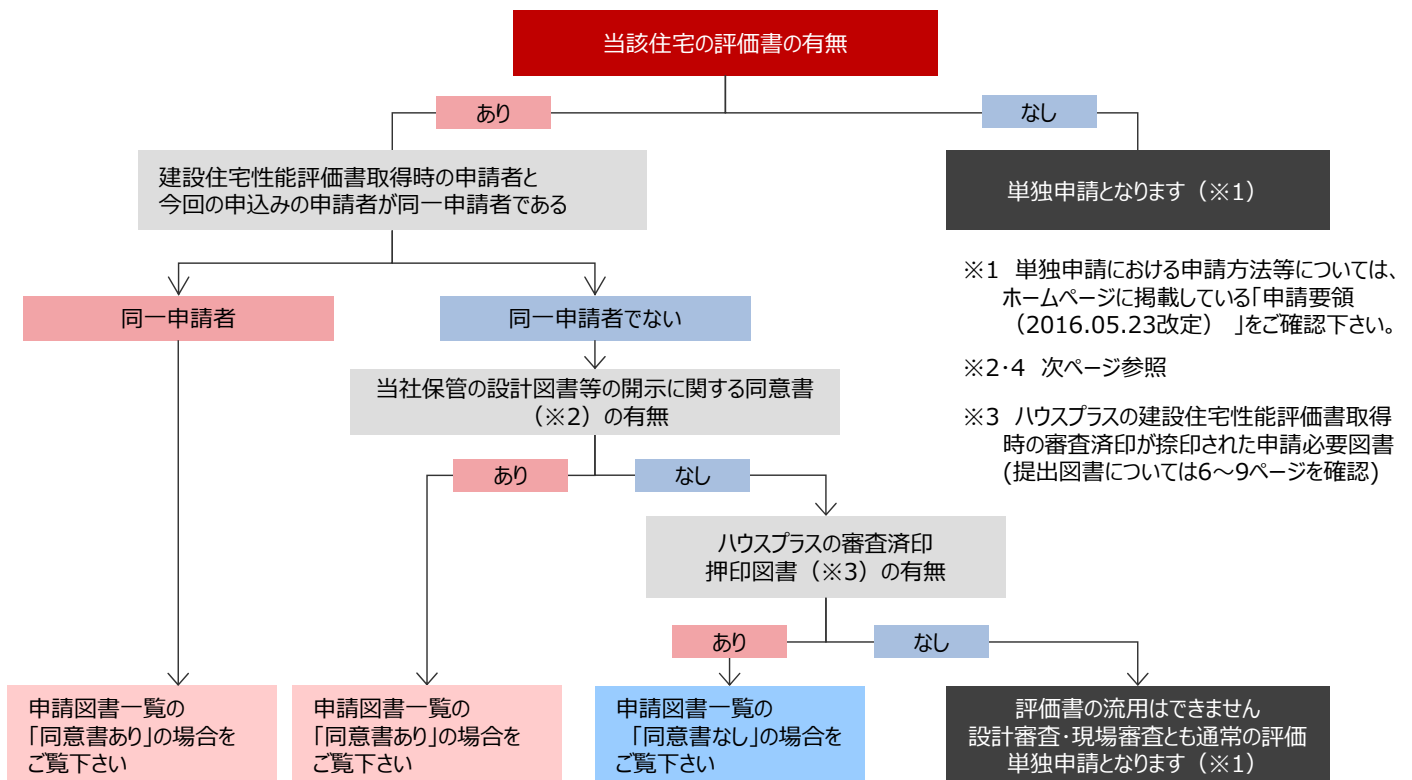 当該住宅の評価書の有無
あり
なし
建設住宅性能評価書取得時の申請者と
今回の申込みの申請者が同一申請者である
単独申請となります（※1）
※1 単独申請における申請方法等については、
ホームページに掲載している「申請要領
（2016.05.23改定） 」をご確認下さい。
※2･4 次ページ参照
※3 ハウスプラスの建設住宅性能評価書取得
時の審査済印が捺印された申請必要図書
(提出図書については6～9ページを確認)
同一申請者
同一申請者でない
当社保管の設計図書等の開示に関する同意書
（※2）の有無
あり
なし
ハウスプラスの審査済印
押印図書（※3）の有無
あり
なし
申請図書一覧の
「同意書あり」の場合を
ご覧下さい
申請図書一覧の
「同意書あり」の場合を
ご覧下さい
申請図書一覧の
「同意書なし」の場合を
ご覧下さい
評価書の流用はできません
設計審査･現場審査とも通常の評価
単独申請となります（※1）